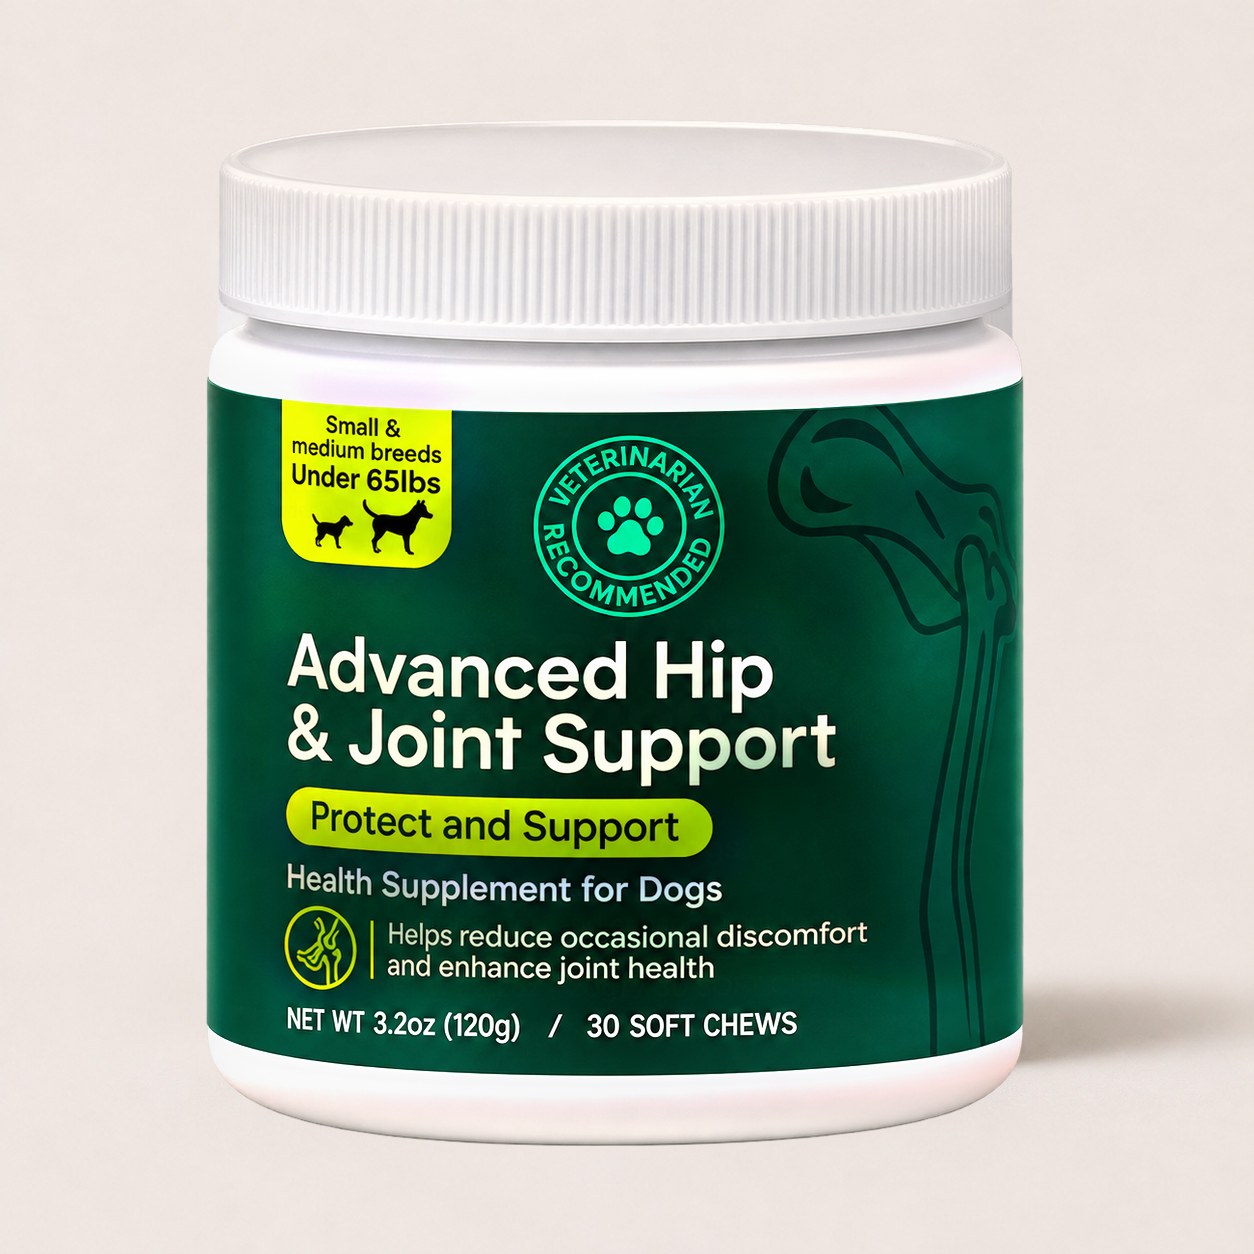 Small &
medium breeds
Under 65lbs
VETERINARIAN
RECOMMENDED
Advanced Hip
& Joint Support
Protect and Support
Health Supplement for Dogs
Helps reduce occasional discomfort
and enhance joint health
NET WT 3.2oz (120g) / 30 SOFT CHEWS